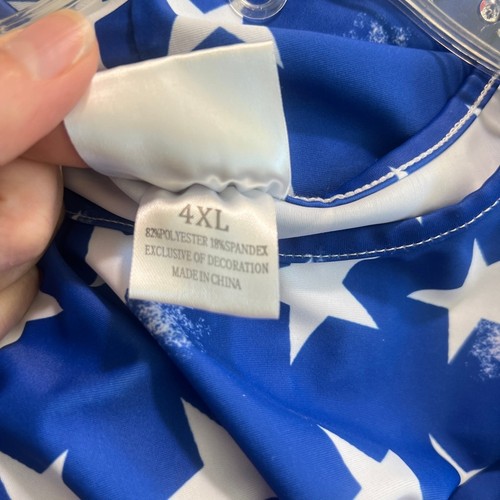 4XL
82%POLYESTER 18%SPANDEX
EXCLUSIVE OF DECORATION
MADE IN CHINA